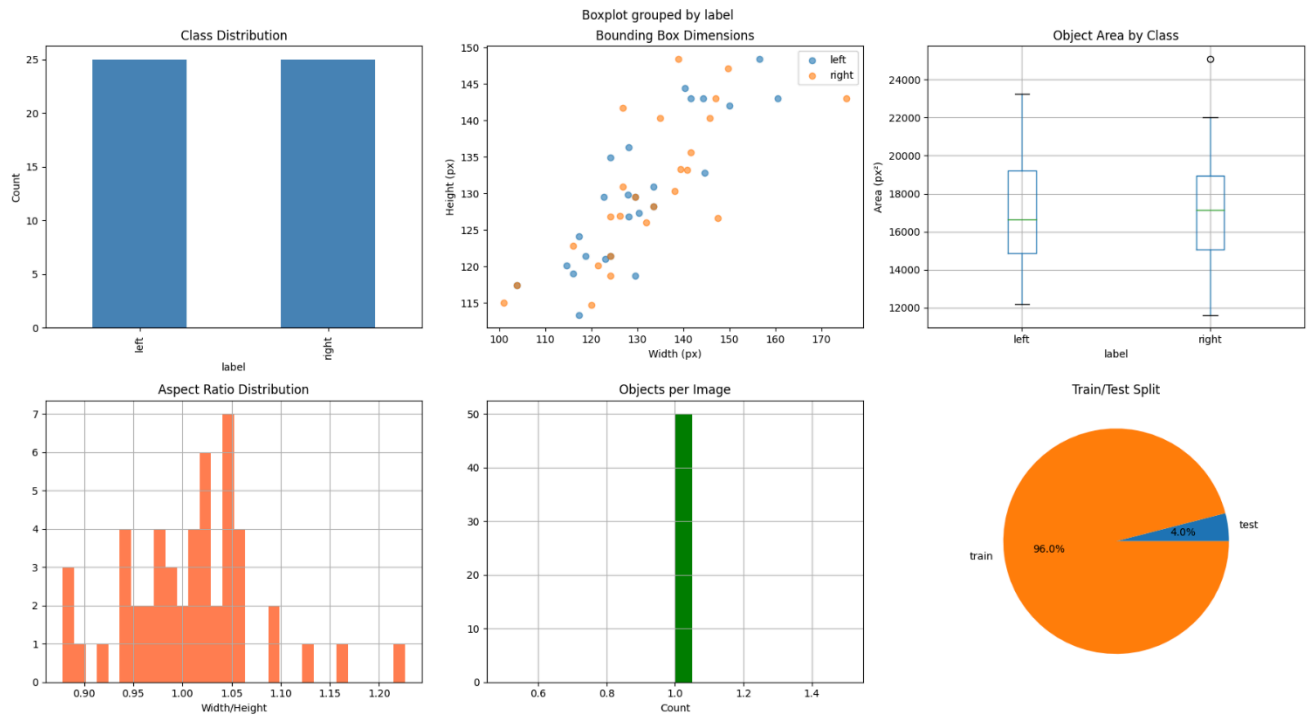 Boxplot grouped by label
Class Distribution
25
20
15
10
5
0
Count
left
right
label
Bounding Box Dimensions
left
right
150
145
140
135
130
125
120
115
Height (px)
100 110 120 130 140 150 160 170
Width (px)
Object Area by Class
24000
22000
20000
18000
16000
14000
12000
Area (px²)
left right
label
Aspect Ratio Distribution
7
6
5
4
3
2
1
0
0.90 0.95 1.00 1.05 1.10 1.15 1.20
Width/Height
Objects per Image
50
40
30
20
10
0
0.6 0.8 1.0 1.2 1.4
Count
Train/Test Split
test
4.0%
train
96.0%